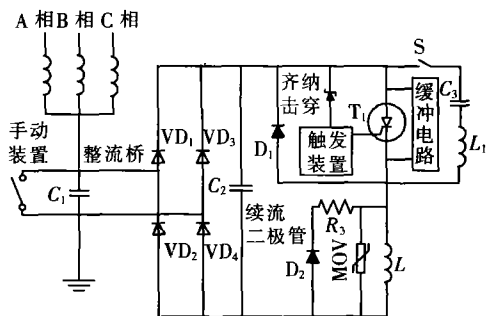 A 相 B 相 C 相
手动
装置
整流桥
C₁
VD₁
VD₃
VD₂
VD₄
C₂
齐纳
击穿
触发
装置
D₁
T₁
S
缓冲电路
C₃
L₁
续流
二极管
D₂
R₃
MOV
L